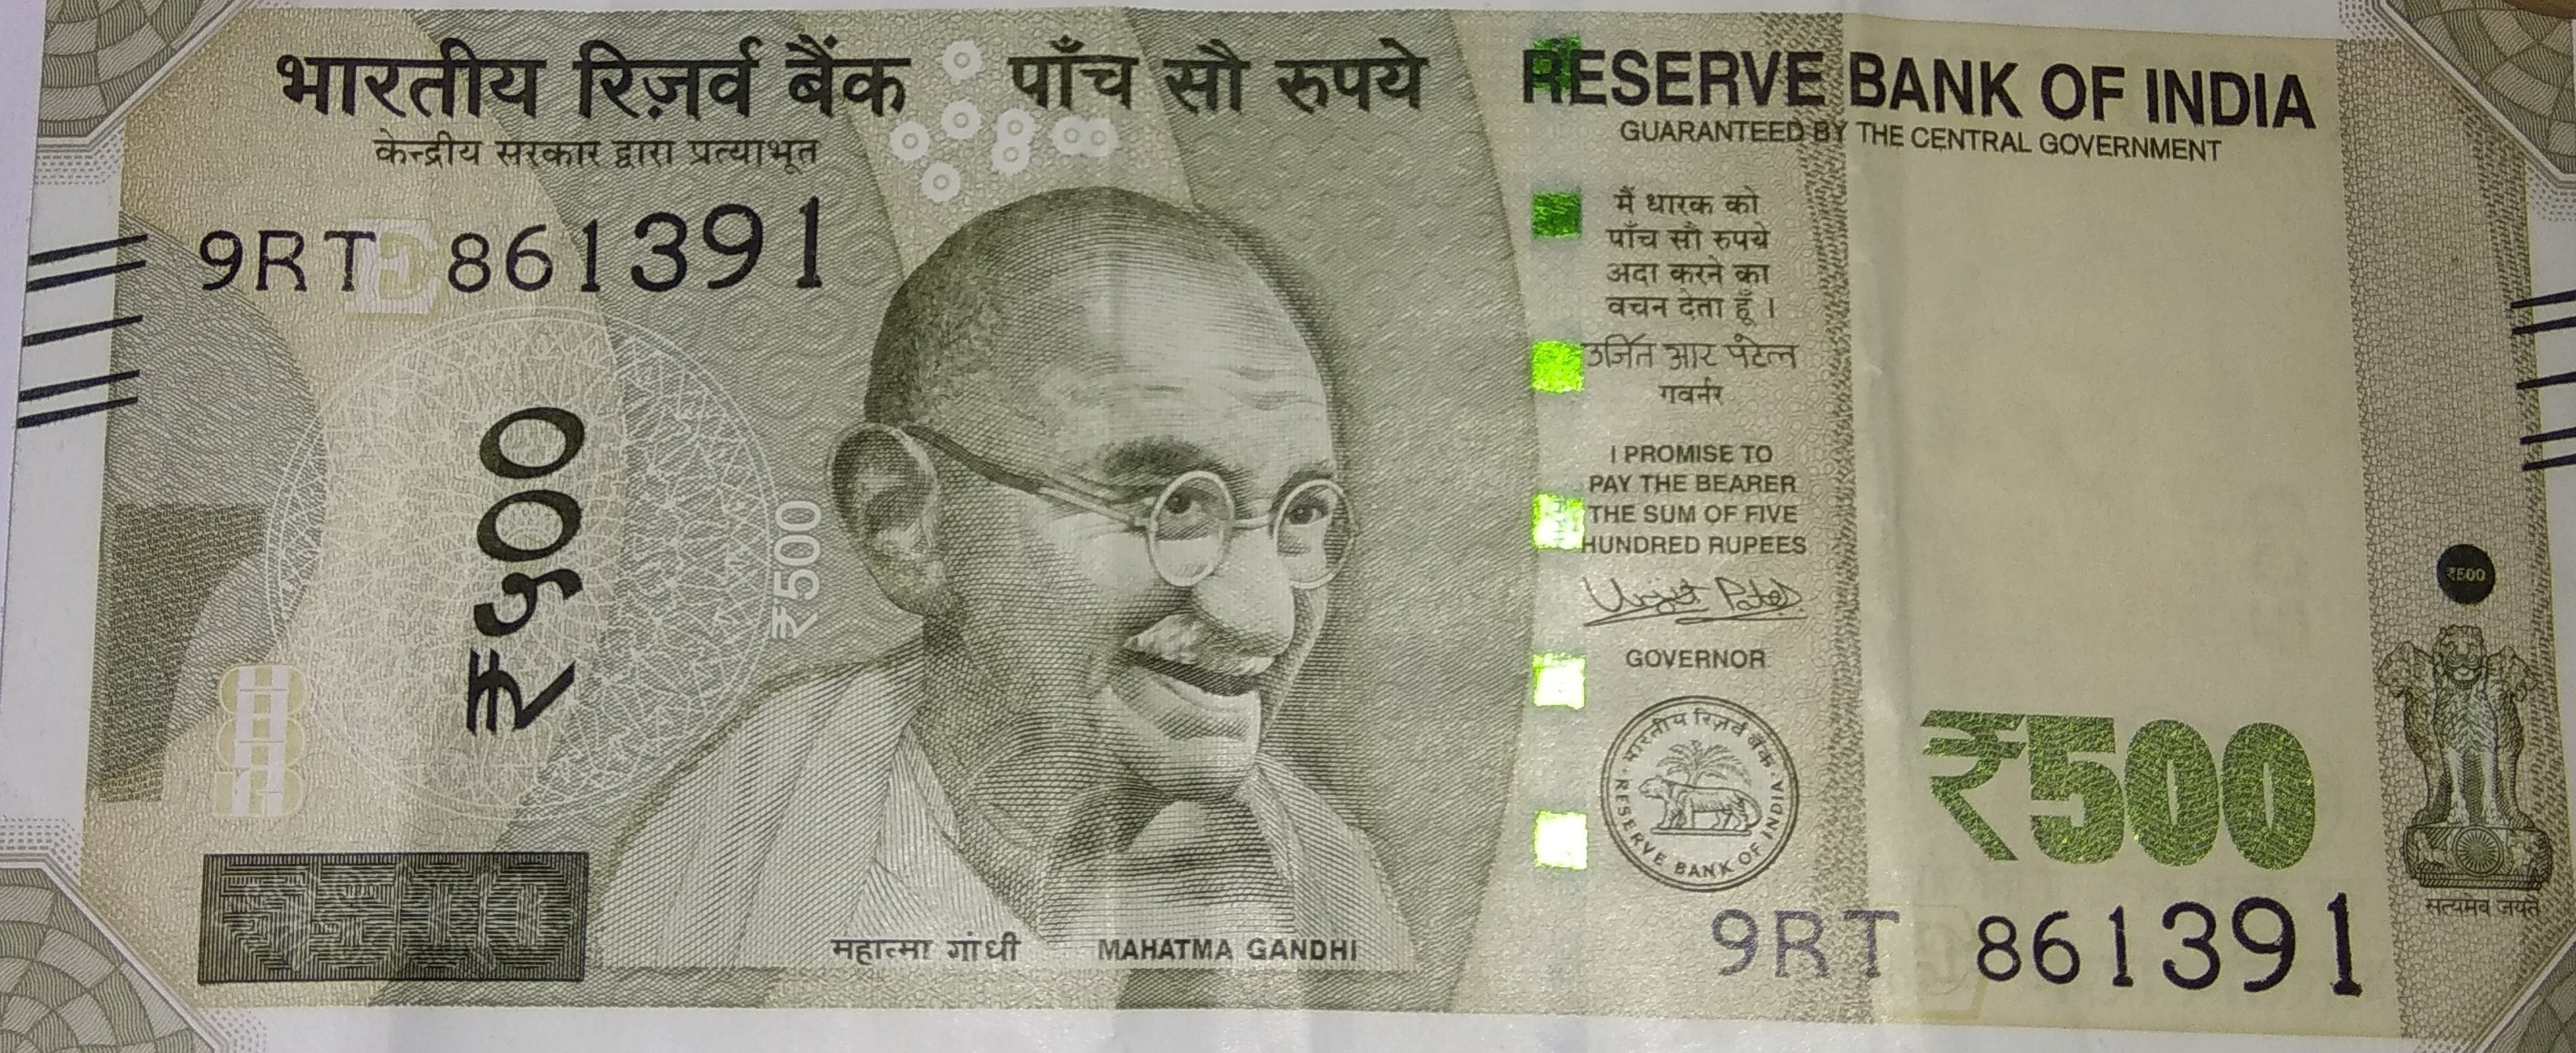 भारतीय रिज़र्व बैंक पाँच सौ रुपये RESERVE BANK OF INDIA
केन्द्रीय सरकार द्वारा प्रत्याभूत GUARANTEED BY THE CENTRAL GOVERNMENT
9RT 861391
E
₹५००
₹500
मैं धारक को
पाँच सौ रुपये
अदा करने का
वचन देता हूँ ।
उर्जित आर पटेल
गवर्नर
I PROMISE TO
PAY THE BEARER
THE SUM OF FIVE
HUNDRED RUPEES
Urjit Patel
GOVERNOR
भारतीय रिज़र्व बैंक
RESERVE BANK OF INDIA
₹500
₹500
सत्यमेव जयते
महात्मा गांधी MAHATMA GANDHI
9RT 861391